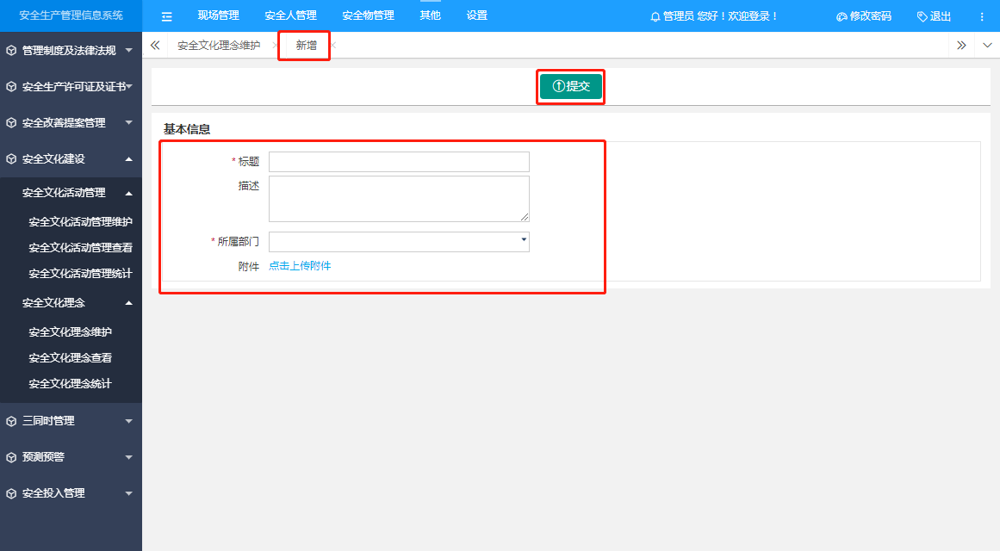 安全生产管理信息系统
现场管理 安全人管理 安全物管理 其他 设置
管理员 您好！欢迎登录！ 修改密码 退出
安全文化理念维护 新增
管理制度及法律法规
安全生产许可证及证书
安全改善提案管理
安全文化建设
安全文化活动管理
安全文化活动管理维护
安全文化活动管理查看
安全文化活动管理统计
安全文化理念
安全文化理念维护
安全文化理念查看
安全文化理念统计
三同时管理
预测预警
安全投入管理
提交
基本信息
* 标题
描述
* 所属部门
附件 点击上传附件